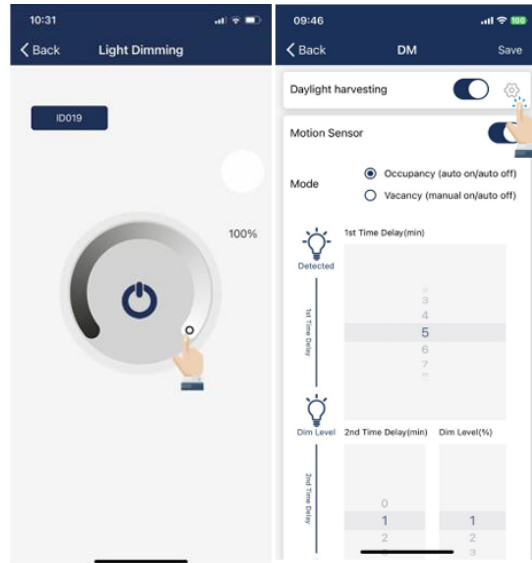 10:31
Back Light Dimming
ID019
100%
09:46
100
Back DM Save
Daylight harvesting
Motion Sensor
Mode
Occupancy (auto on/auto off)
Vacancy (manual on/auto off)
Detected
1st Time Delay(min)
1st Time Delay
3
4
5
6
7
Dim Level
2nd Time Delay(min) Dim Level(%)
2nd Time Delay
0
1 1
2 2
3